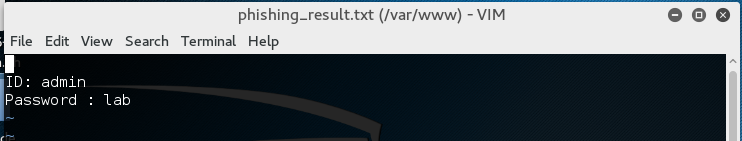 phishing_result.txt (/var/www) - VIM
File Edit View Search Terminal Help
ID: admin
Password : lab
~
~